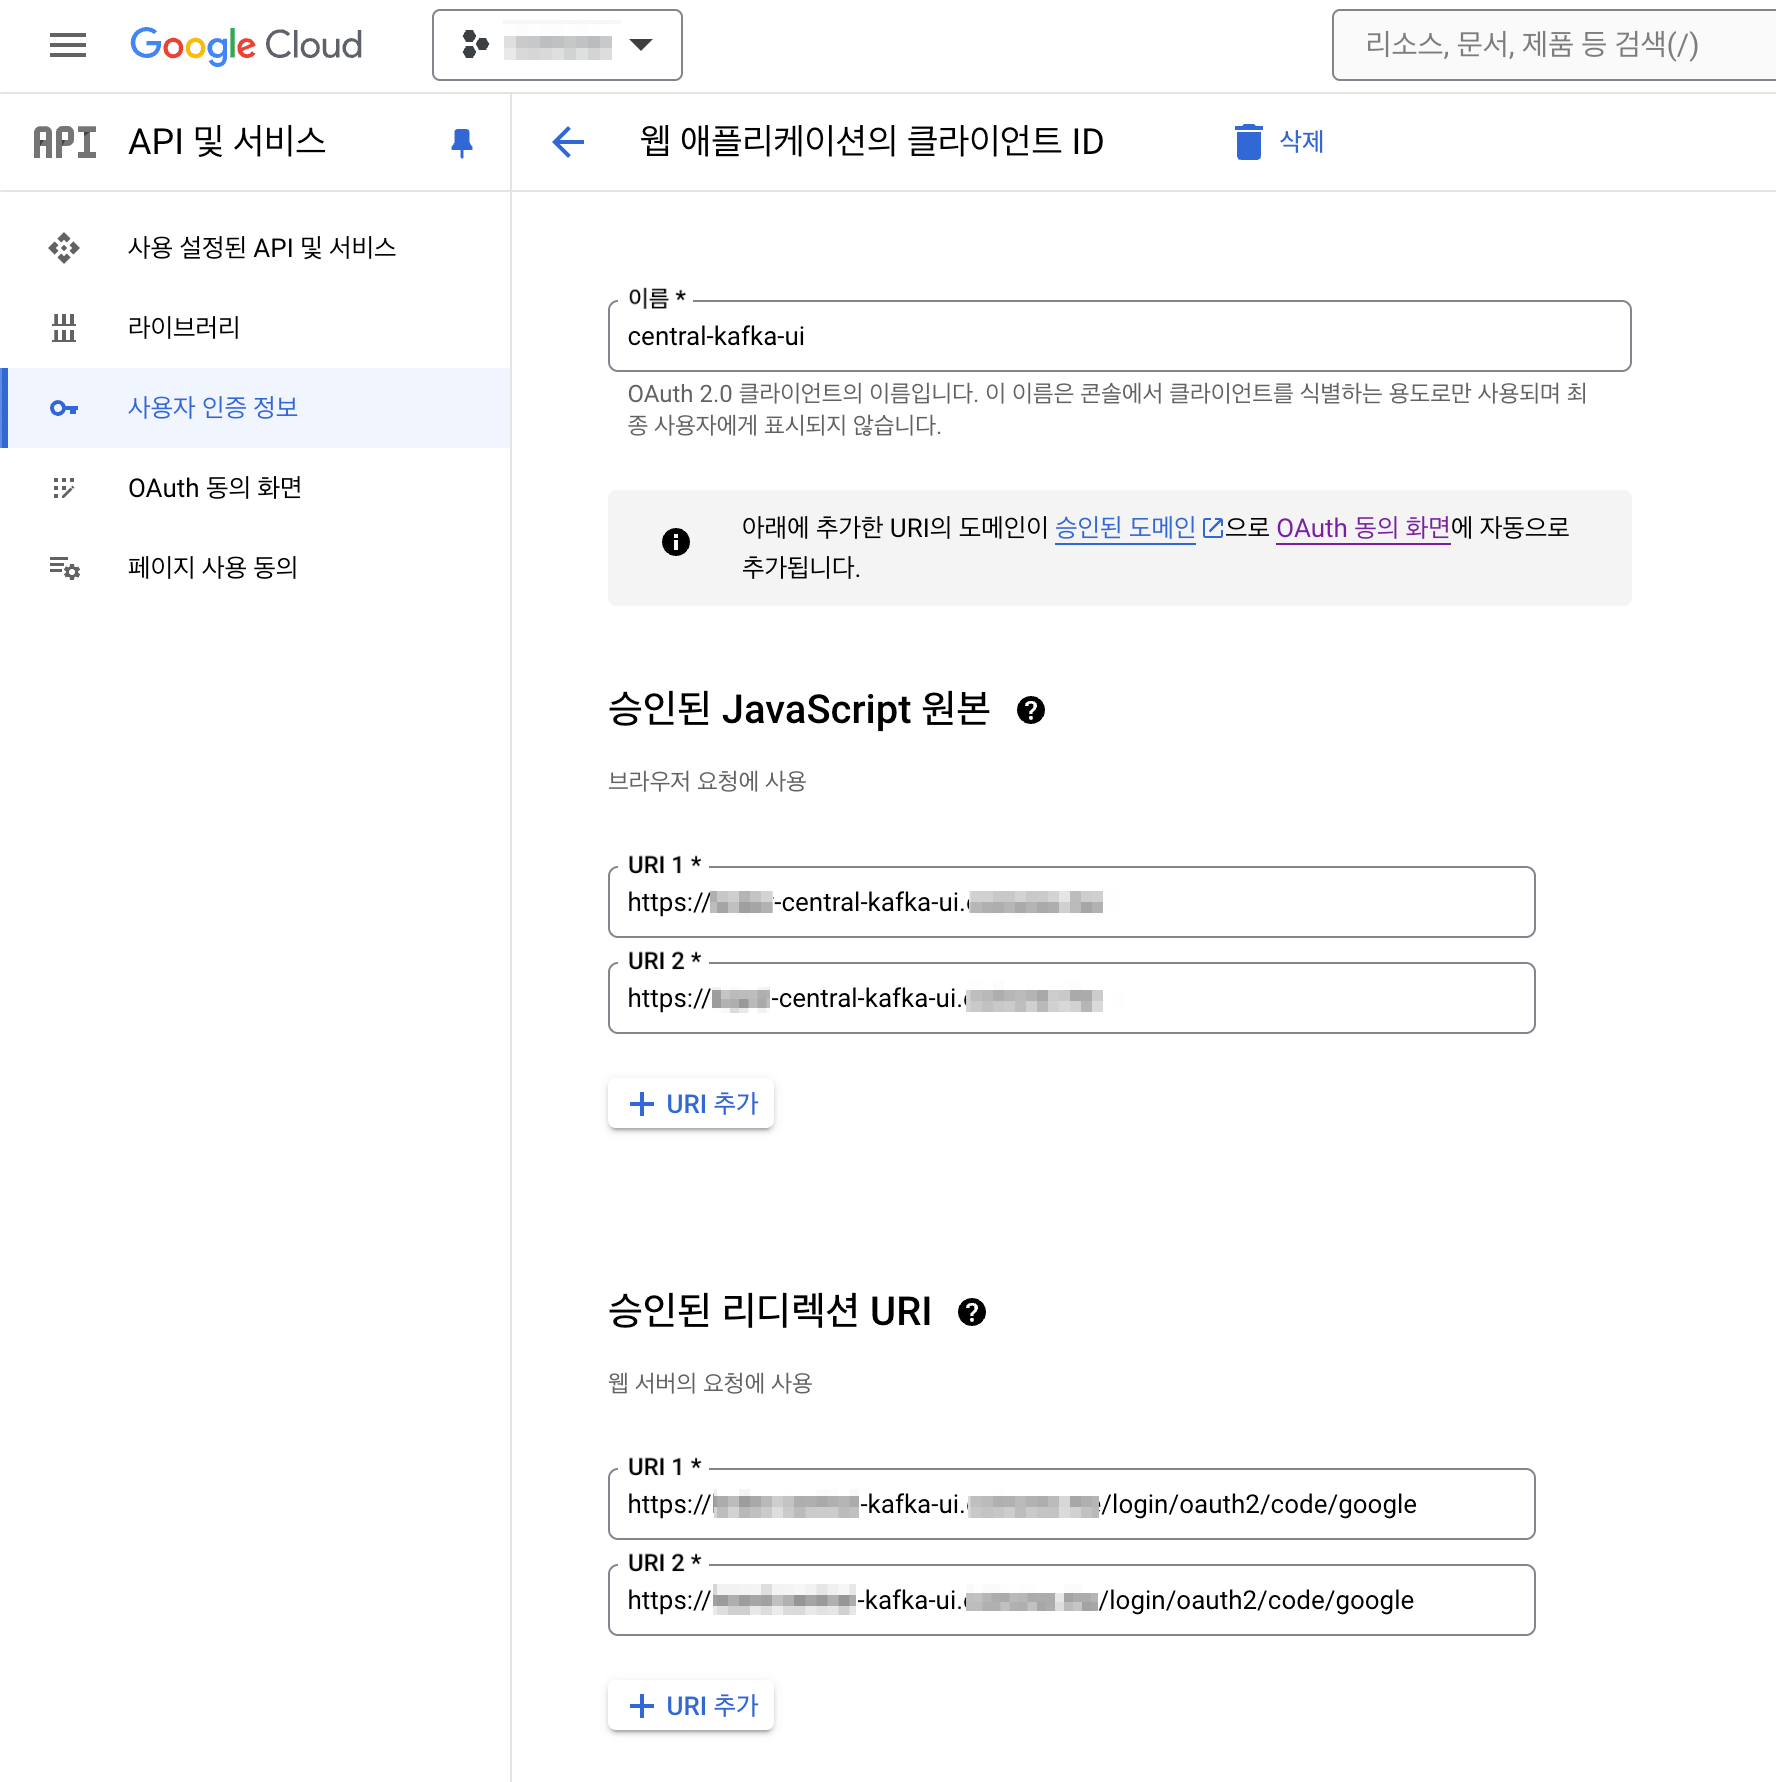 Google Cloud
리소스, 문서, 제품 등 검색(/)
API API 및 서비스
웹 애플리케이션의 클라이언트 ID
삭제
사용 설정된 API 및 서비스
라이브러리
사용자 인증 정보
OAuth 동의 화면
페이지 사용 동의
이름 *
central-kafka-ui
OAuth 2.0 클라이언트의 이름입니다. 이 이름은 콘솔에서 클라이언트를 식별하는 용도로만 사용되며 최
종 사용자에게 표시되지 않습니다.
아래에 추가한 URI의 도메인이 승인된 도메인으로 OAuth 동의 화면에 자동으로
추가됩니다.
승인된 JavaScript 원본
브라우저 요청에 사용
URI 1 *
https://-central-kafka-ui.
URI 2 *
https://-central-kafka-ui.
URI 추가
승인된 리디렉션 URI
웹 서버의 요청에 사용
URI 1 *
https://-kafka-ui./login/oauth2/code/google
URI 2 *
https://-kafka-ui./login/oauth2/code/google
URI 추가